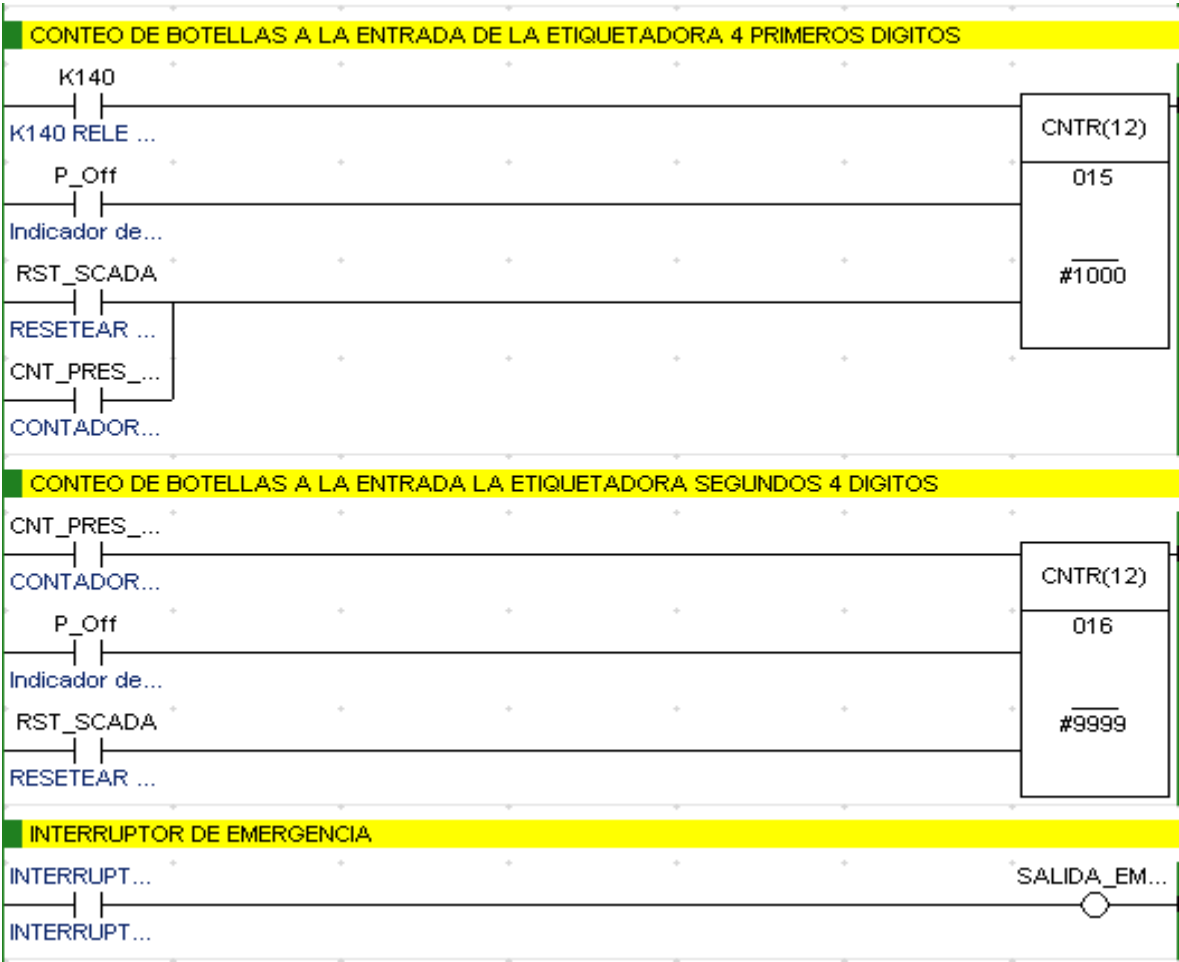 CONTEO DE BOTELLAS A LA ENTRADA DE LA ETIQUETADORA 4 PRIMEROS DIGITOS
K140
K140 RELE ...
CNTR(12)
P_Off
015
Indicador de...
RST_SCADA
#1000
RESETEAR ...
CNT_PRES_...
CONTADOR...
CONTEO DE BOTELLAS A LA ENTRADA LA ETIQUETADORA SEGUNDOS 4 DIGITOS
CNT_PRES_...
CONTADOR...
CNTR(12)
P_Off
016
Indicador de...
RST_SCADA
#9999
RESETEAR ...
INTERRUPTOR DE EMERGENCIA
INTERRUPT...
SALIDA_EM...
INTERRUPT...